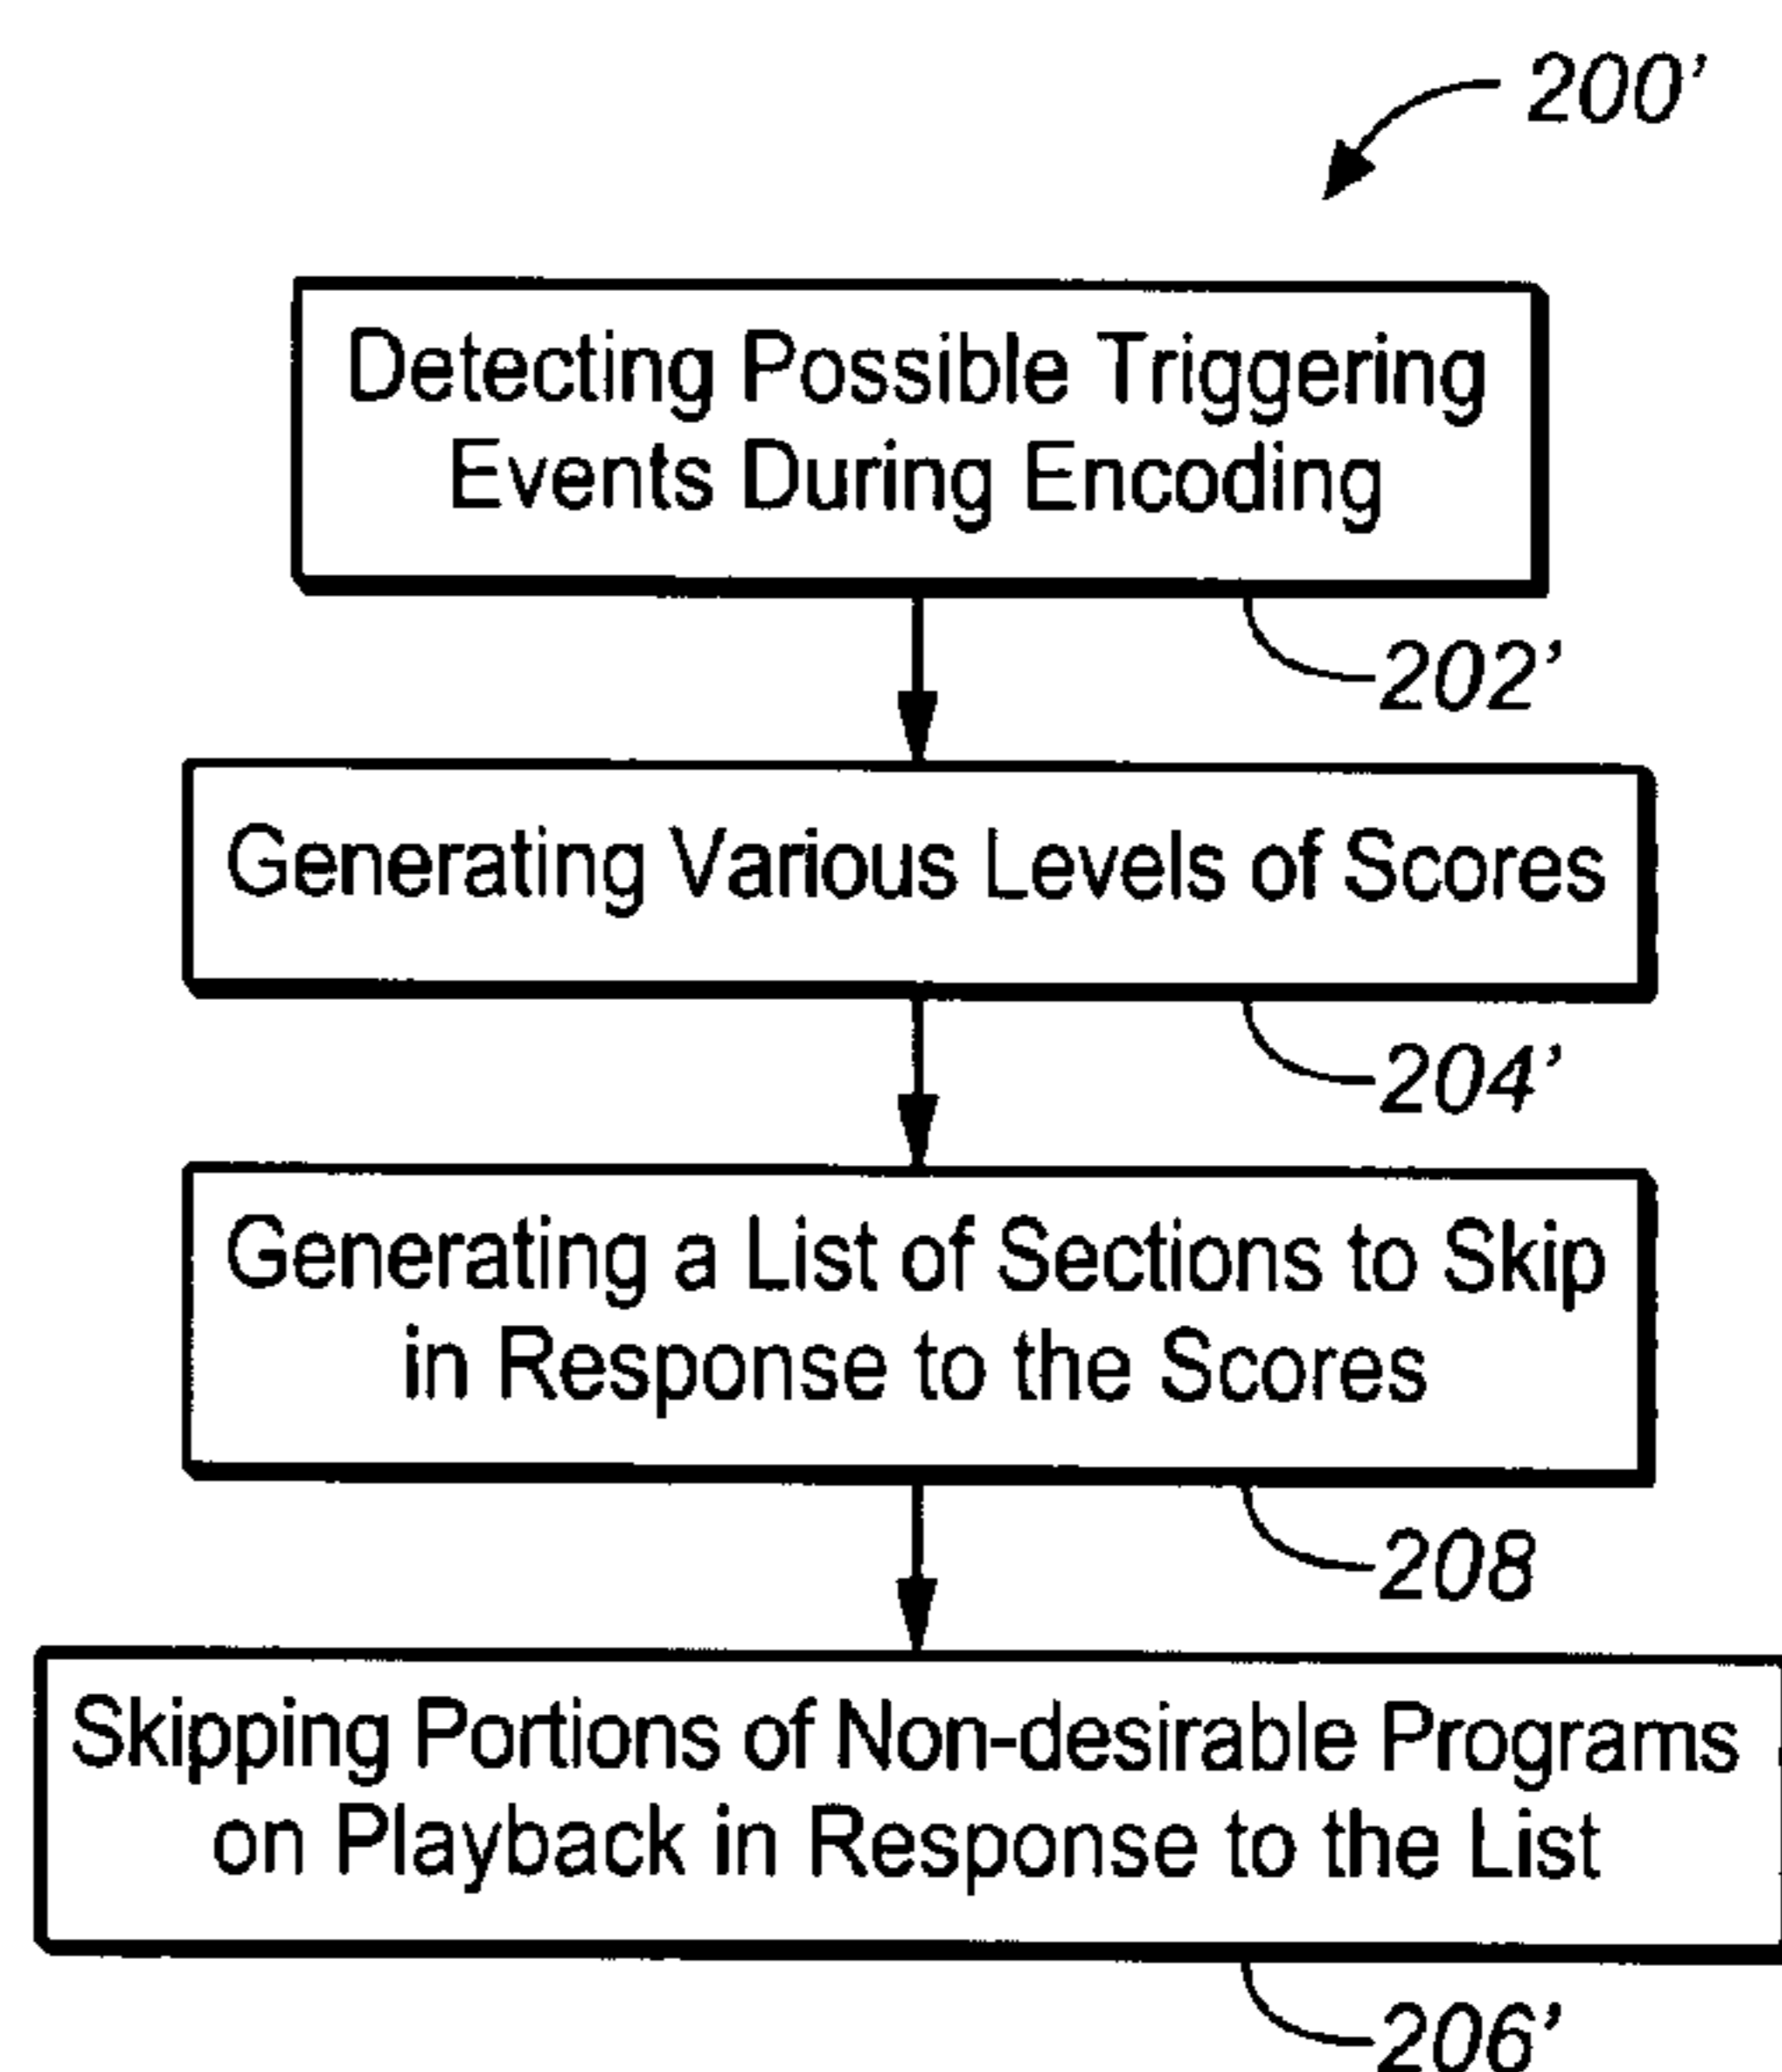 200’
Detecting Possible Triggering
Events During Encoding
202’
Generating Various Levels of Scores
204’
Generating a List of Sections to Skip
in Response to the Scores
208
Skipping Portions of Non-desirable Programs
on Playback in Response to the List
206’